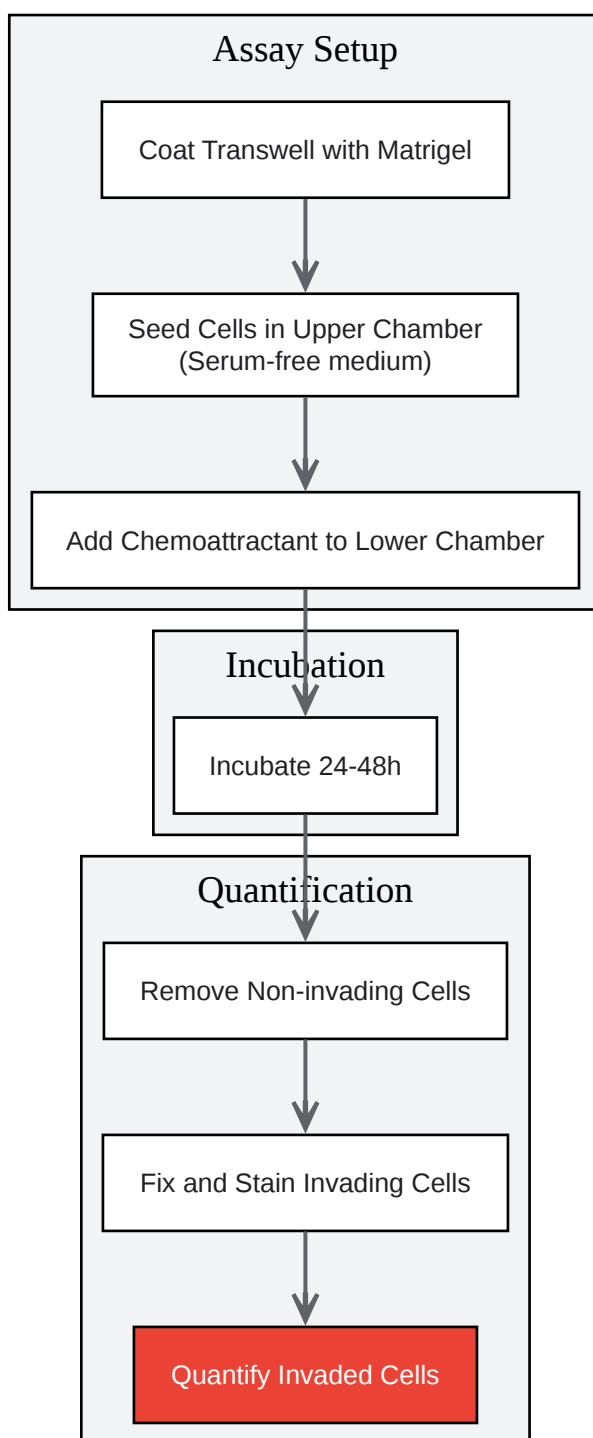 Assay Setup
Coat Transwell with Matrigel
Seed Cells in Upper Chamber
(Serum-free medium)
Add Chemoattractant to Lower Chamber
Incubation
Incubate 24-48h
Quantification
Remove Non-invading Cells
Fix and Stain Invading Cells
Quantify Invaded Cells